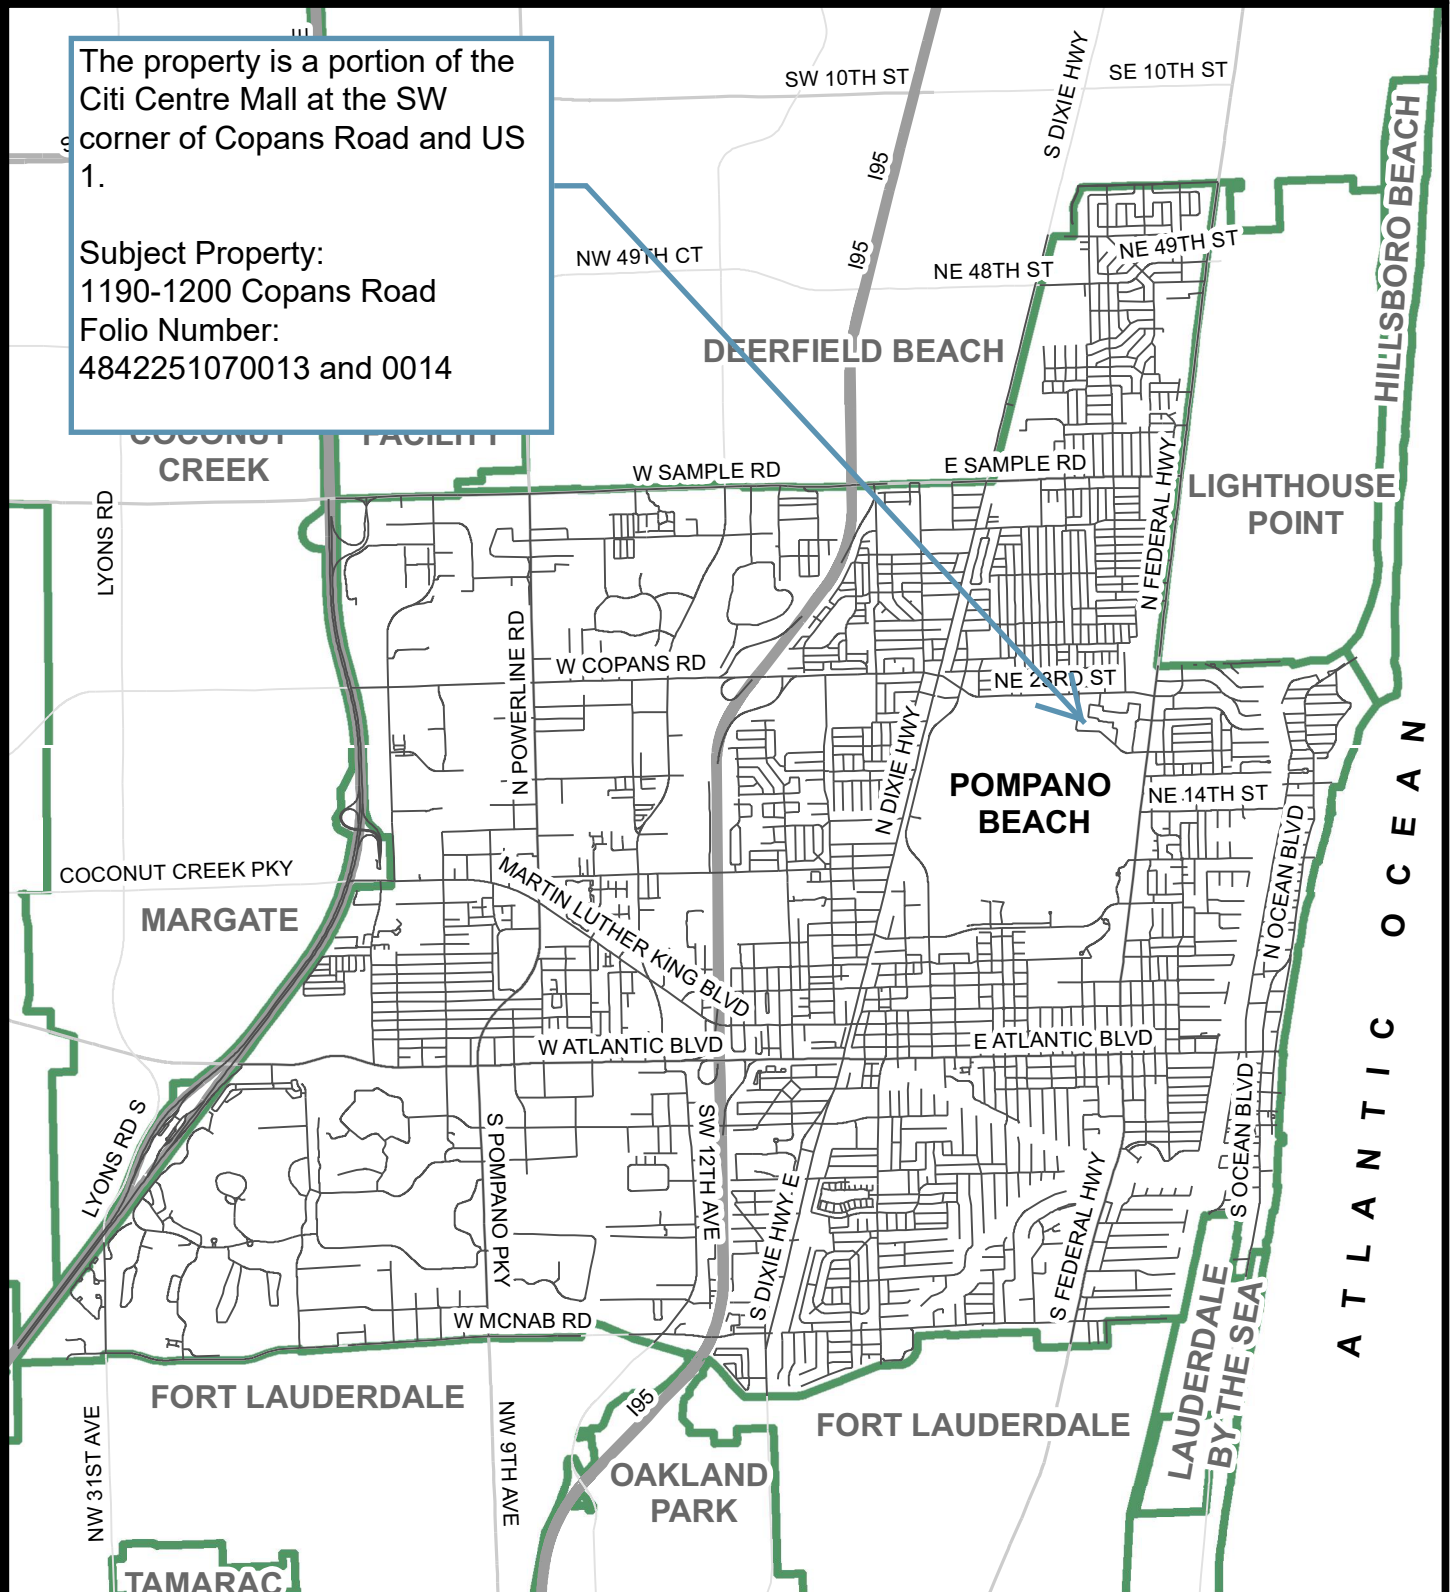 The property is a portion of the
Citi Centre Mall at the SW
corner of Copans Road and US
1.
Subject Property:
1190-1200 Copans Road
Folio Number:
4842251070013 and 0014
SW 10TH ST
SE 10TH ST
S DIXIE HWY
I95
HILLSBORO BEACH
NW 49TH CT
I95
NE 48TH ST
NE 49TH ST
DEERFIELD BEACH
COCONUT
CREEK
FACILITY
W SAMPLE RD
E SAMPLE RD
LIGHTHOUSE
POINT
LYONS RD
N FEDERAL HWY
N POWERLINE RD
W COPANS RD
NE 23RD ST
N DIXIE HWY
POMPANO
BEACH
NE 14TH ST
COCONUT CREEK PKY
MARGATE
MARTIN LUTHER KING BLVD
N OCEAN BLVD
ATLANTIC OCEAN
W ATLANTIC BLVD
E ATLANTIC BLVD
LYONS RD S
S POMPANO PKY
SW 12TH AVE
S DIXIE HWY E
S FEDERAL HWY
S OCEAN BLVD
W MCNAB RD
LAUDERDALE
BY THE SEA
FORT LAUDERDALE
FORT LAUDERDALE
I95
NW 31ST AVE
NW 9TH AVE
OAKLAND
PARK
TAMARAC